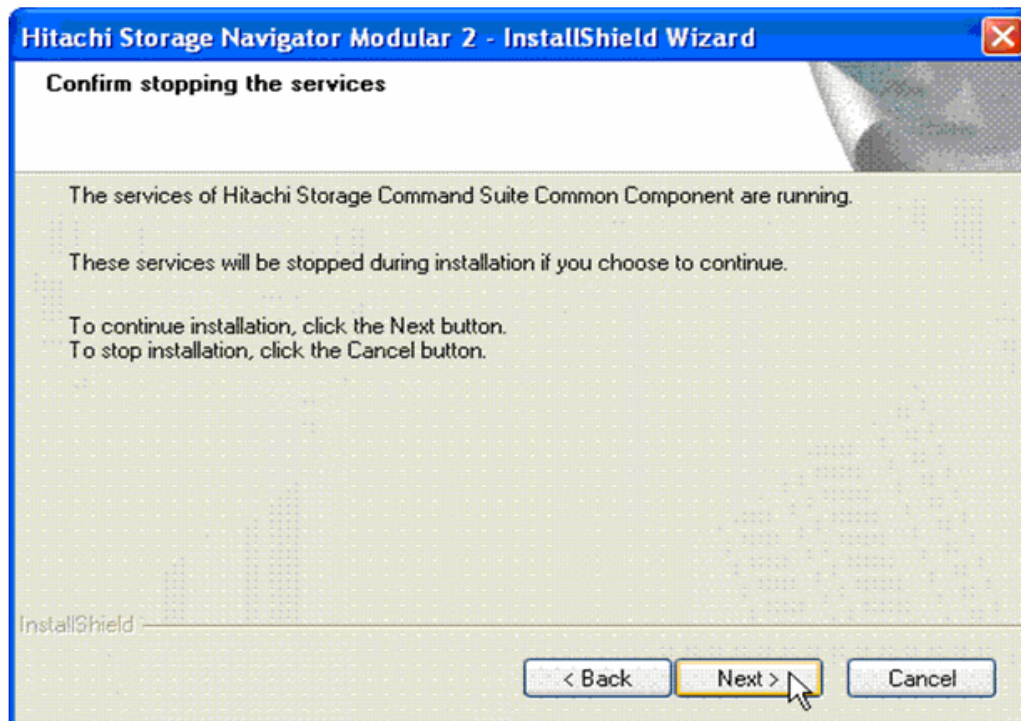 Hitachi Storage Navigator Modular 2 - InstallShield Wizard
Confirm stopping the services
The services of Hitachi Storage Command Suite Common Component are running.
These services will be stopped during installation if you choose to continue.
To continue installation, click the Next button.
To stop installation, click the Cancel button.
InstallShield
< Back Next > Cancel